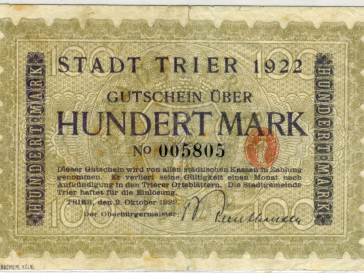 STADT TRIER 1922
GUTSCHEIN ÜBER
HUNDERT MARK
No 005805
Dieser Gutschein wird von allen städtischen Kassen in Zahlung
genommen. Er verliert seine Gültigkeit einen Monat nach
Aufkündigung in den Trierer Ortsblättern. Die Stadtgemeinde
Trier haftet für die Einlösung.
TRIER, den 2. Oktober 1922.
Der Oberbürgermeister
HUNDERT MARK
HUNDERT MARK